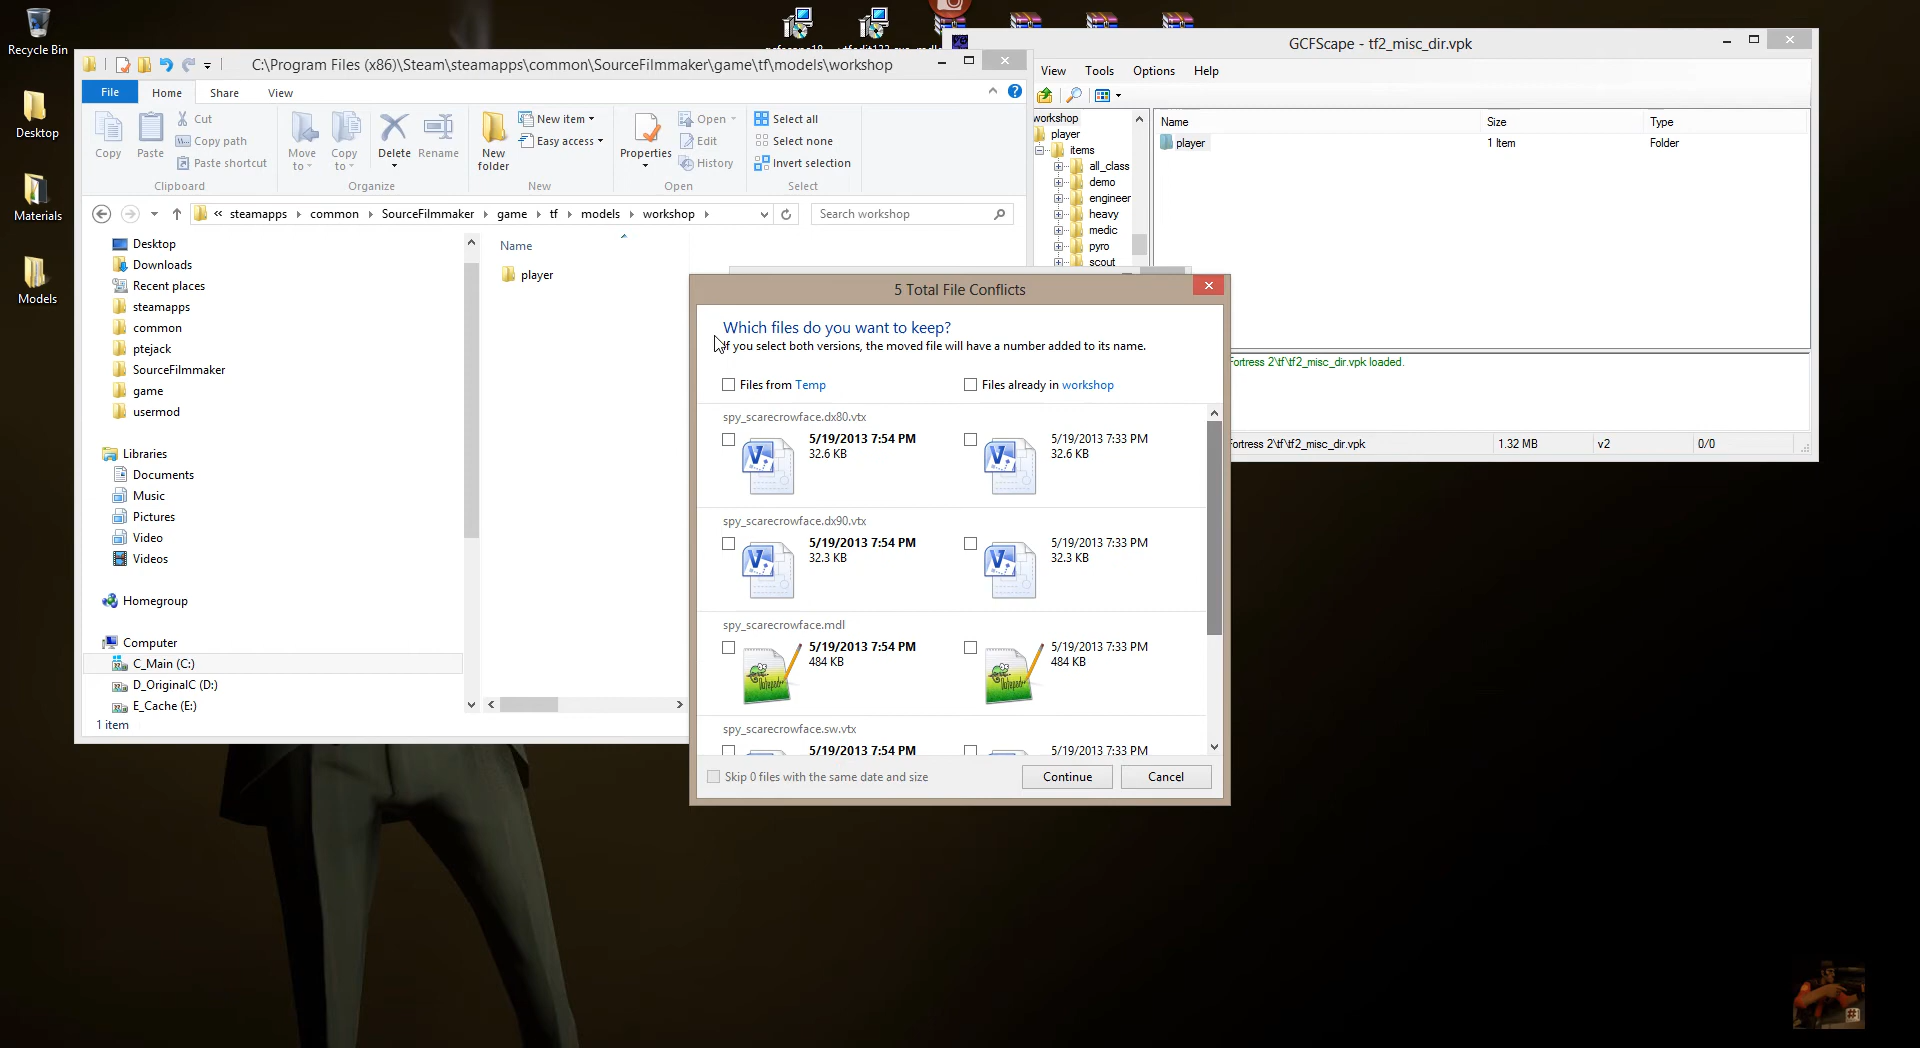 Recycle Bin
Desktop
Materials
Models
C:\Program Files (x86)\Steam\steamapps\common\SourceFilmmaker\game\tf\models\workshop
File
Home
Share
View
Copy
Paste
Cut
Copy path
Paste shortcut
Clipboard
Move to
Copy to
Delete
Rename
Organize
New folder
New item
Easy access
New
Properties
Open
Edit
History
Open
Select all
Select none
Invert selection
Select
« steamapps common SourceFilmmaker game tf models workshop
Search workshop
Desktop
Downloads
Recent places
steamapps
common
ptejack
SourceFilmmaker
game
usermod
Libraries
Documents
Music
Pictures
Video
Videos
Homegroup
Computer
C_Main (C:)
D_OriginalC (D:)
E_Cache (E:)
1 item
Name
player
GCFScape - tf2_misc_dir.vpk
View
Tools
Options
Help
workshop
player
items
all_class
demo
engineer
heavy
medic
pyro
scout
Name Size Type
player 1 Item Folder
Fortress 2\tf\tf2_misc_dir.vpk loaded.
Fortress 2\tf\tf2_misc_dir.vpk 1.32 MB v2 0/0
5 Total File Conflicts
Which files do you want to keep?
If you select both versions, the moved file will have a number added to its name.
Files from Temp
Files already in workshop
spy_scarecrowface.dx80.vtx
5/19/2013 7:54 PM
32.6 KB
5/19/2013 7:33 PM
32.6 KB
spy_scarecrowface.dx90.vtx
5/19/2013 7:54 PM
32.3 KB
5/19/2013 7:33 PM
32.3 KB
spy_scarecrowface.mdl
5/19/2013 7:54 PM
484 KB
5/19/2013 7:33 PM
484 KB
spy_scarecrowface.sw.vtx
5/19/2013 7:54 PM
5/19/2013 7:33 PM
Skip 0 files with the same date and size
Continue
Cancel